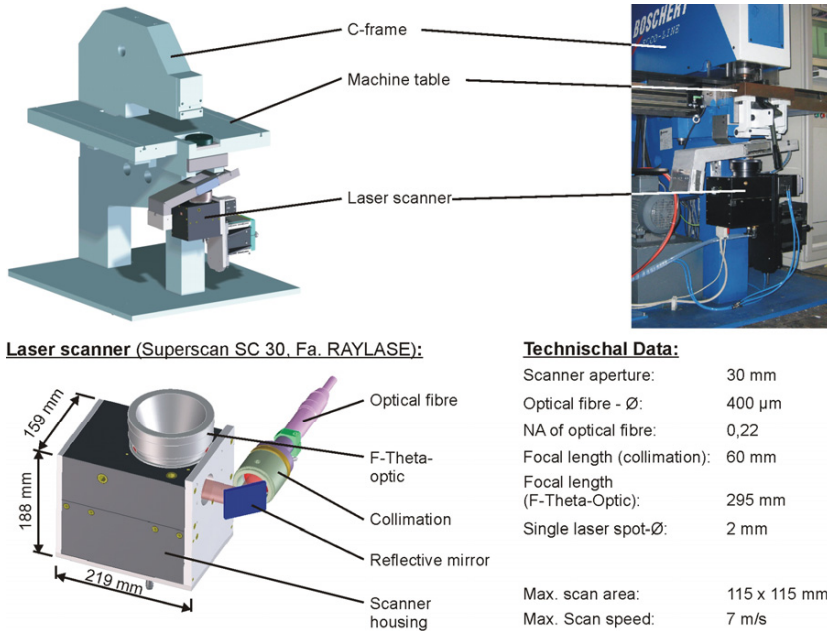 BOSCHERT
ECCO-LINE
C-frame
Machine table
Laser scanner
Laser scanner (Superscan SC 30, Fa. RAYLASE):
159 mm
188 mm
219 mm
Optical fibre
F-Theta-
optic
Collimation
Reflective mirror
Scanner
housing
Technischal Data:
Scanner aperture: 30 mm
Optical fibre - Ø: 400 µm
NA of optical fibre: 0,22
Focal length (collimation): 60 mm
Focal length
(F-Theta-Optic): 295 mm
Single laser spot-Ø: 2 mm
Max. scan area: 115 x 115 mm
Max. Scan speed: 7 m/s